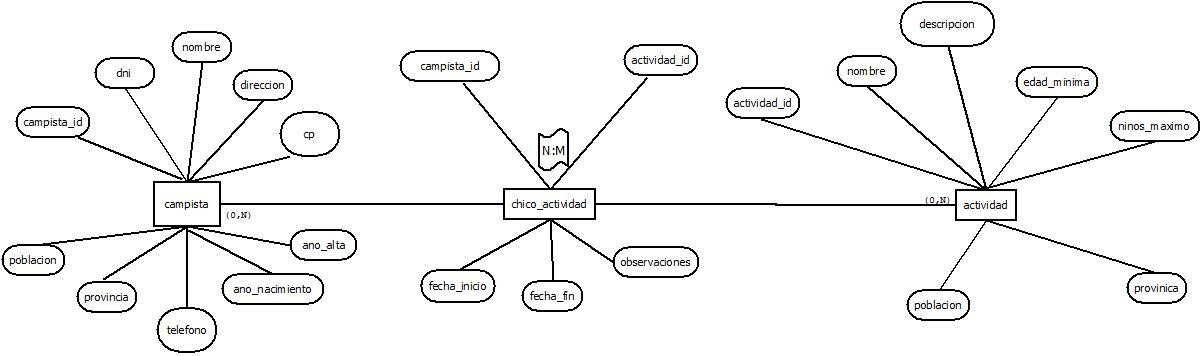 descripcion
nombre
campista_id
actividad_id
dni
nombre
edad_minima
direccion
actividad_id
campista_id
cp
ninos_maximo
N:M
campista
chico_actividad
(0,N)
actividad
(0,N)
poblacion
ano_alta
observaciones
provincia
ano_nacimiento
fecha_inicio
fecha_fin
provinica
poblacion
telefono